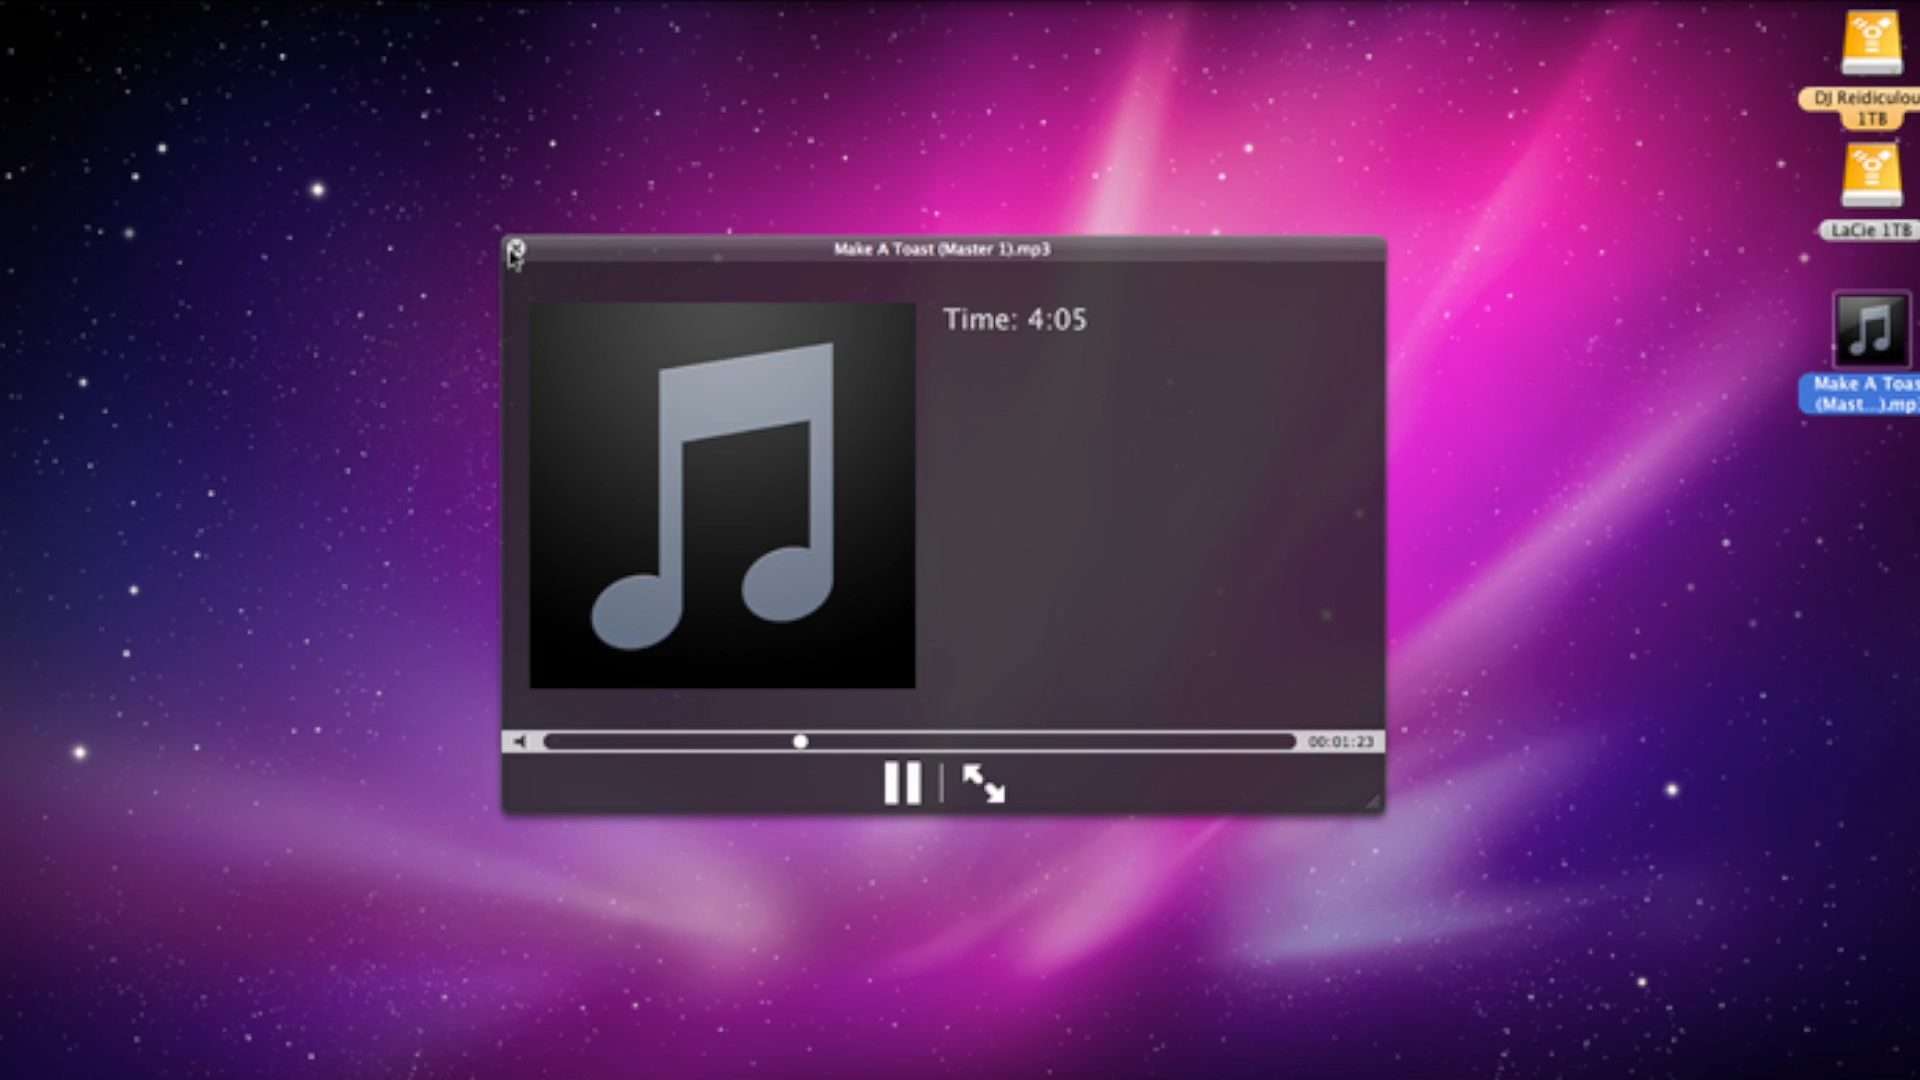 DJ Reidiculou
1TB
LaCie 1TB
Make A Toast (Master 1).mp3
Time: 4:05
Make A Toas
(Mast...).mp3
00:01:23